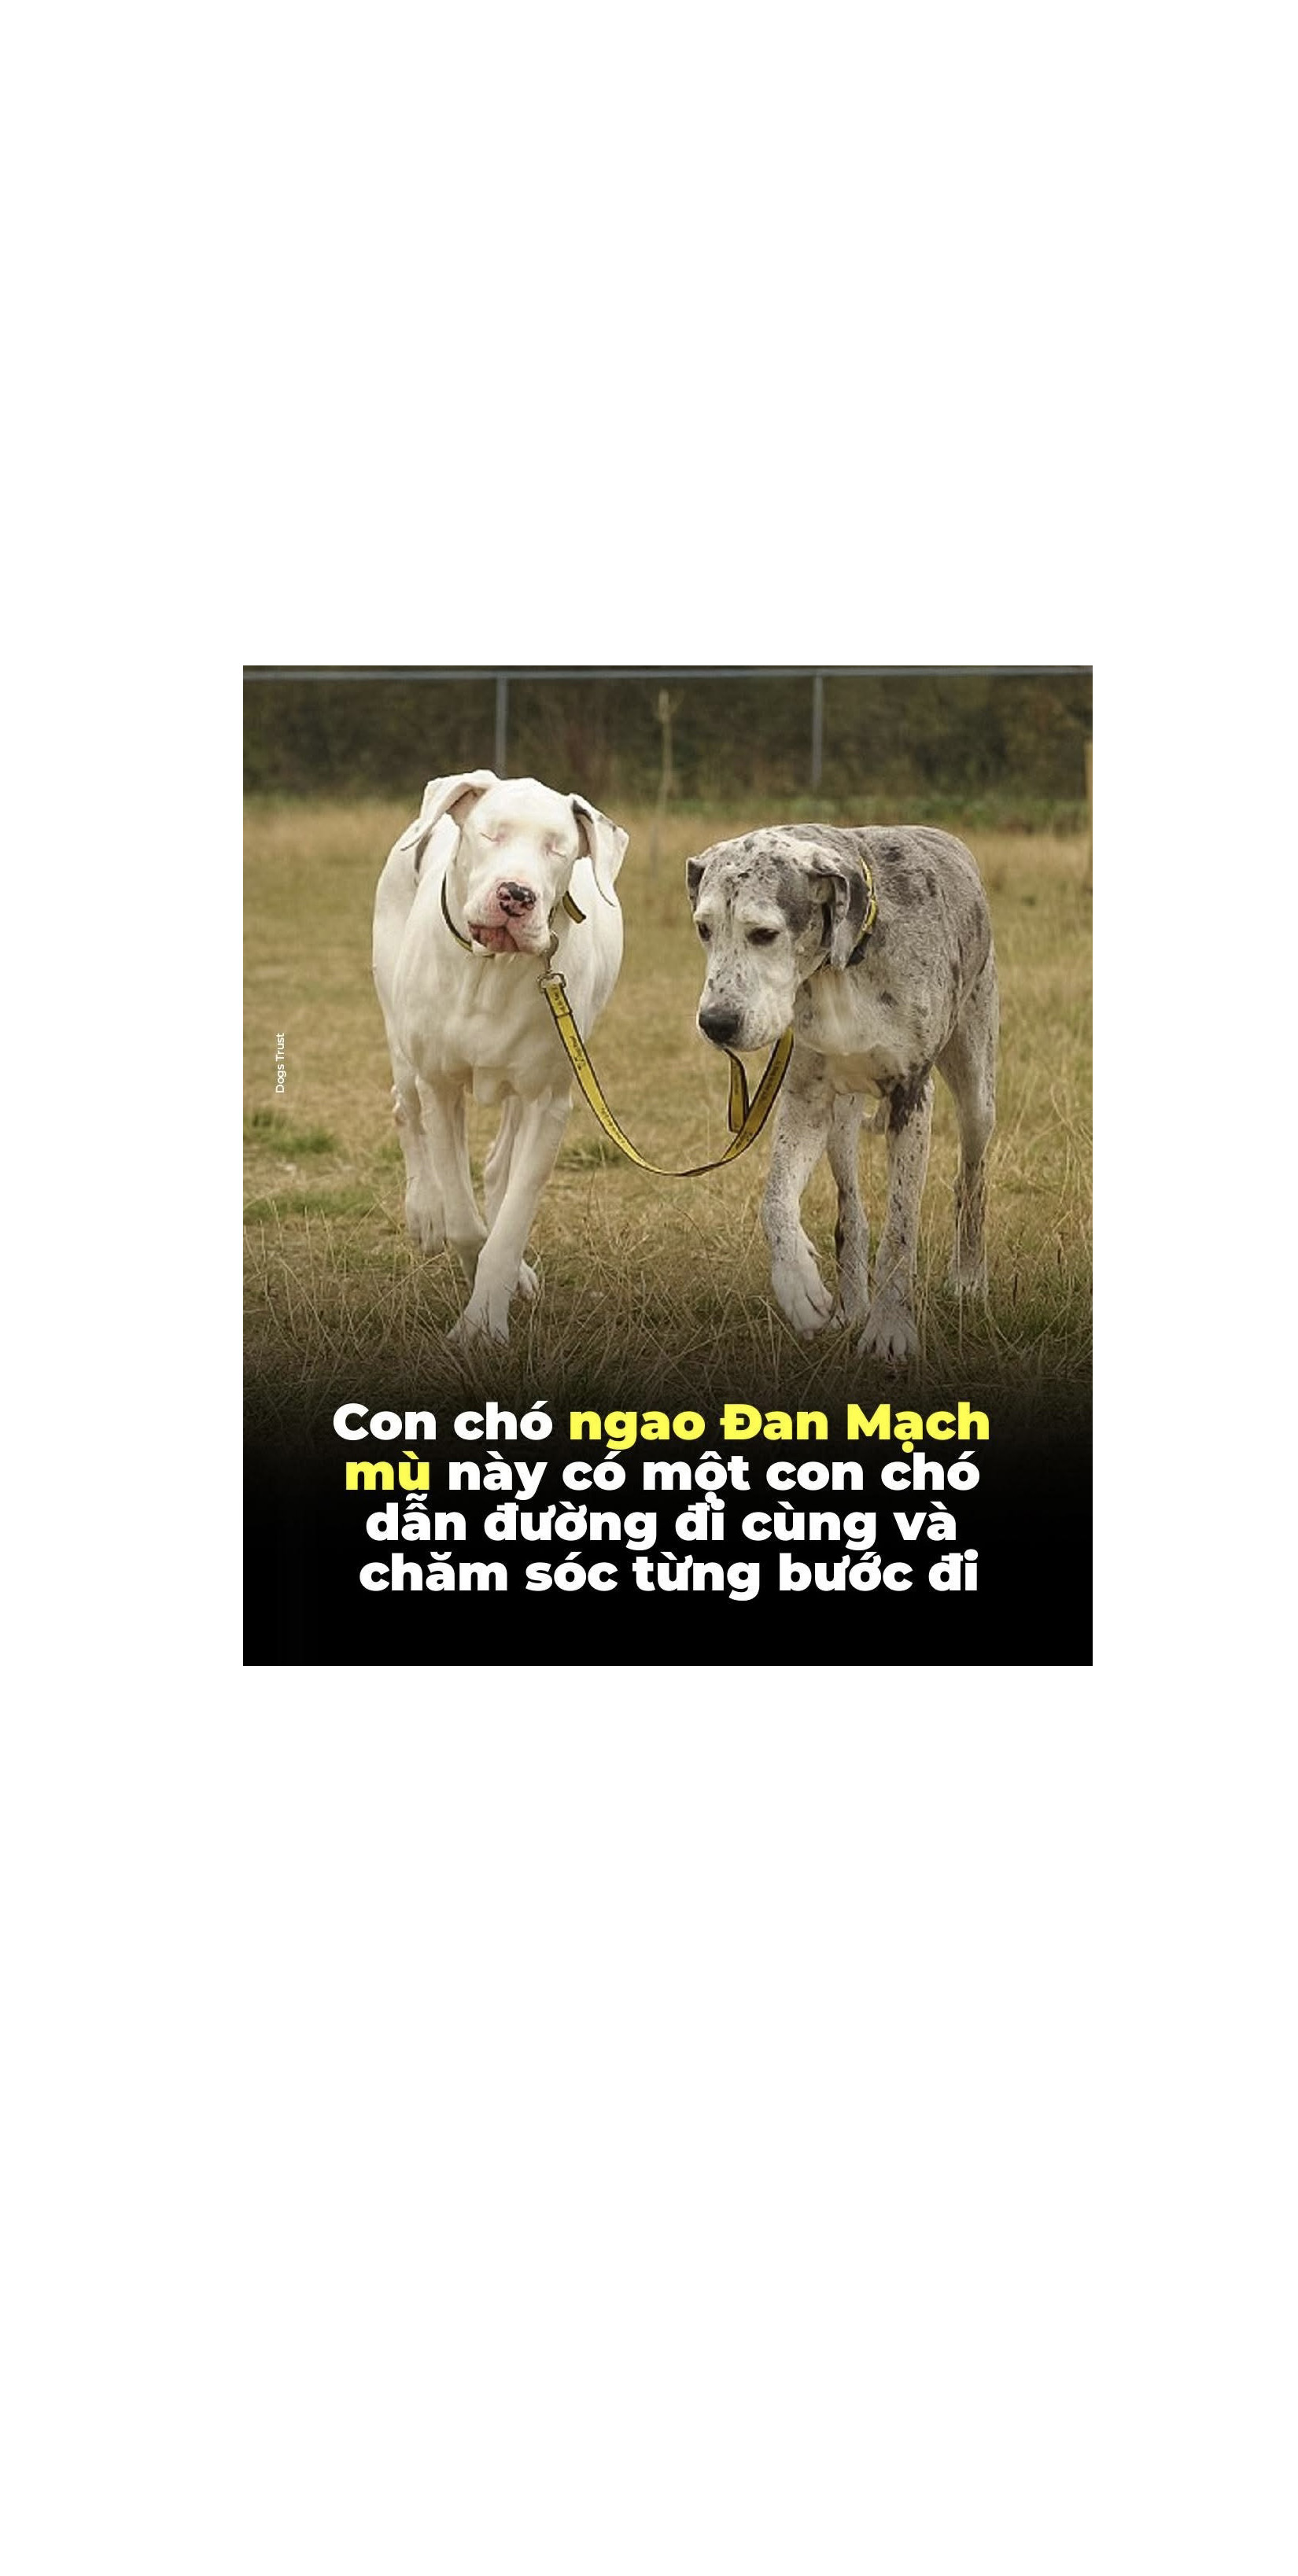 Dogs Trust
Con chó ngao Đan Mạch
mù này có một con chó
dẫn đường đi cùng và
chăm sóc từng bước đi